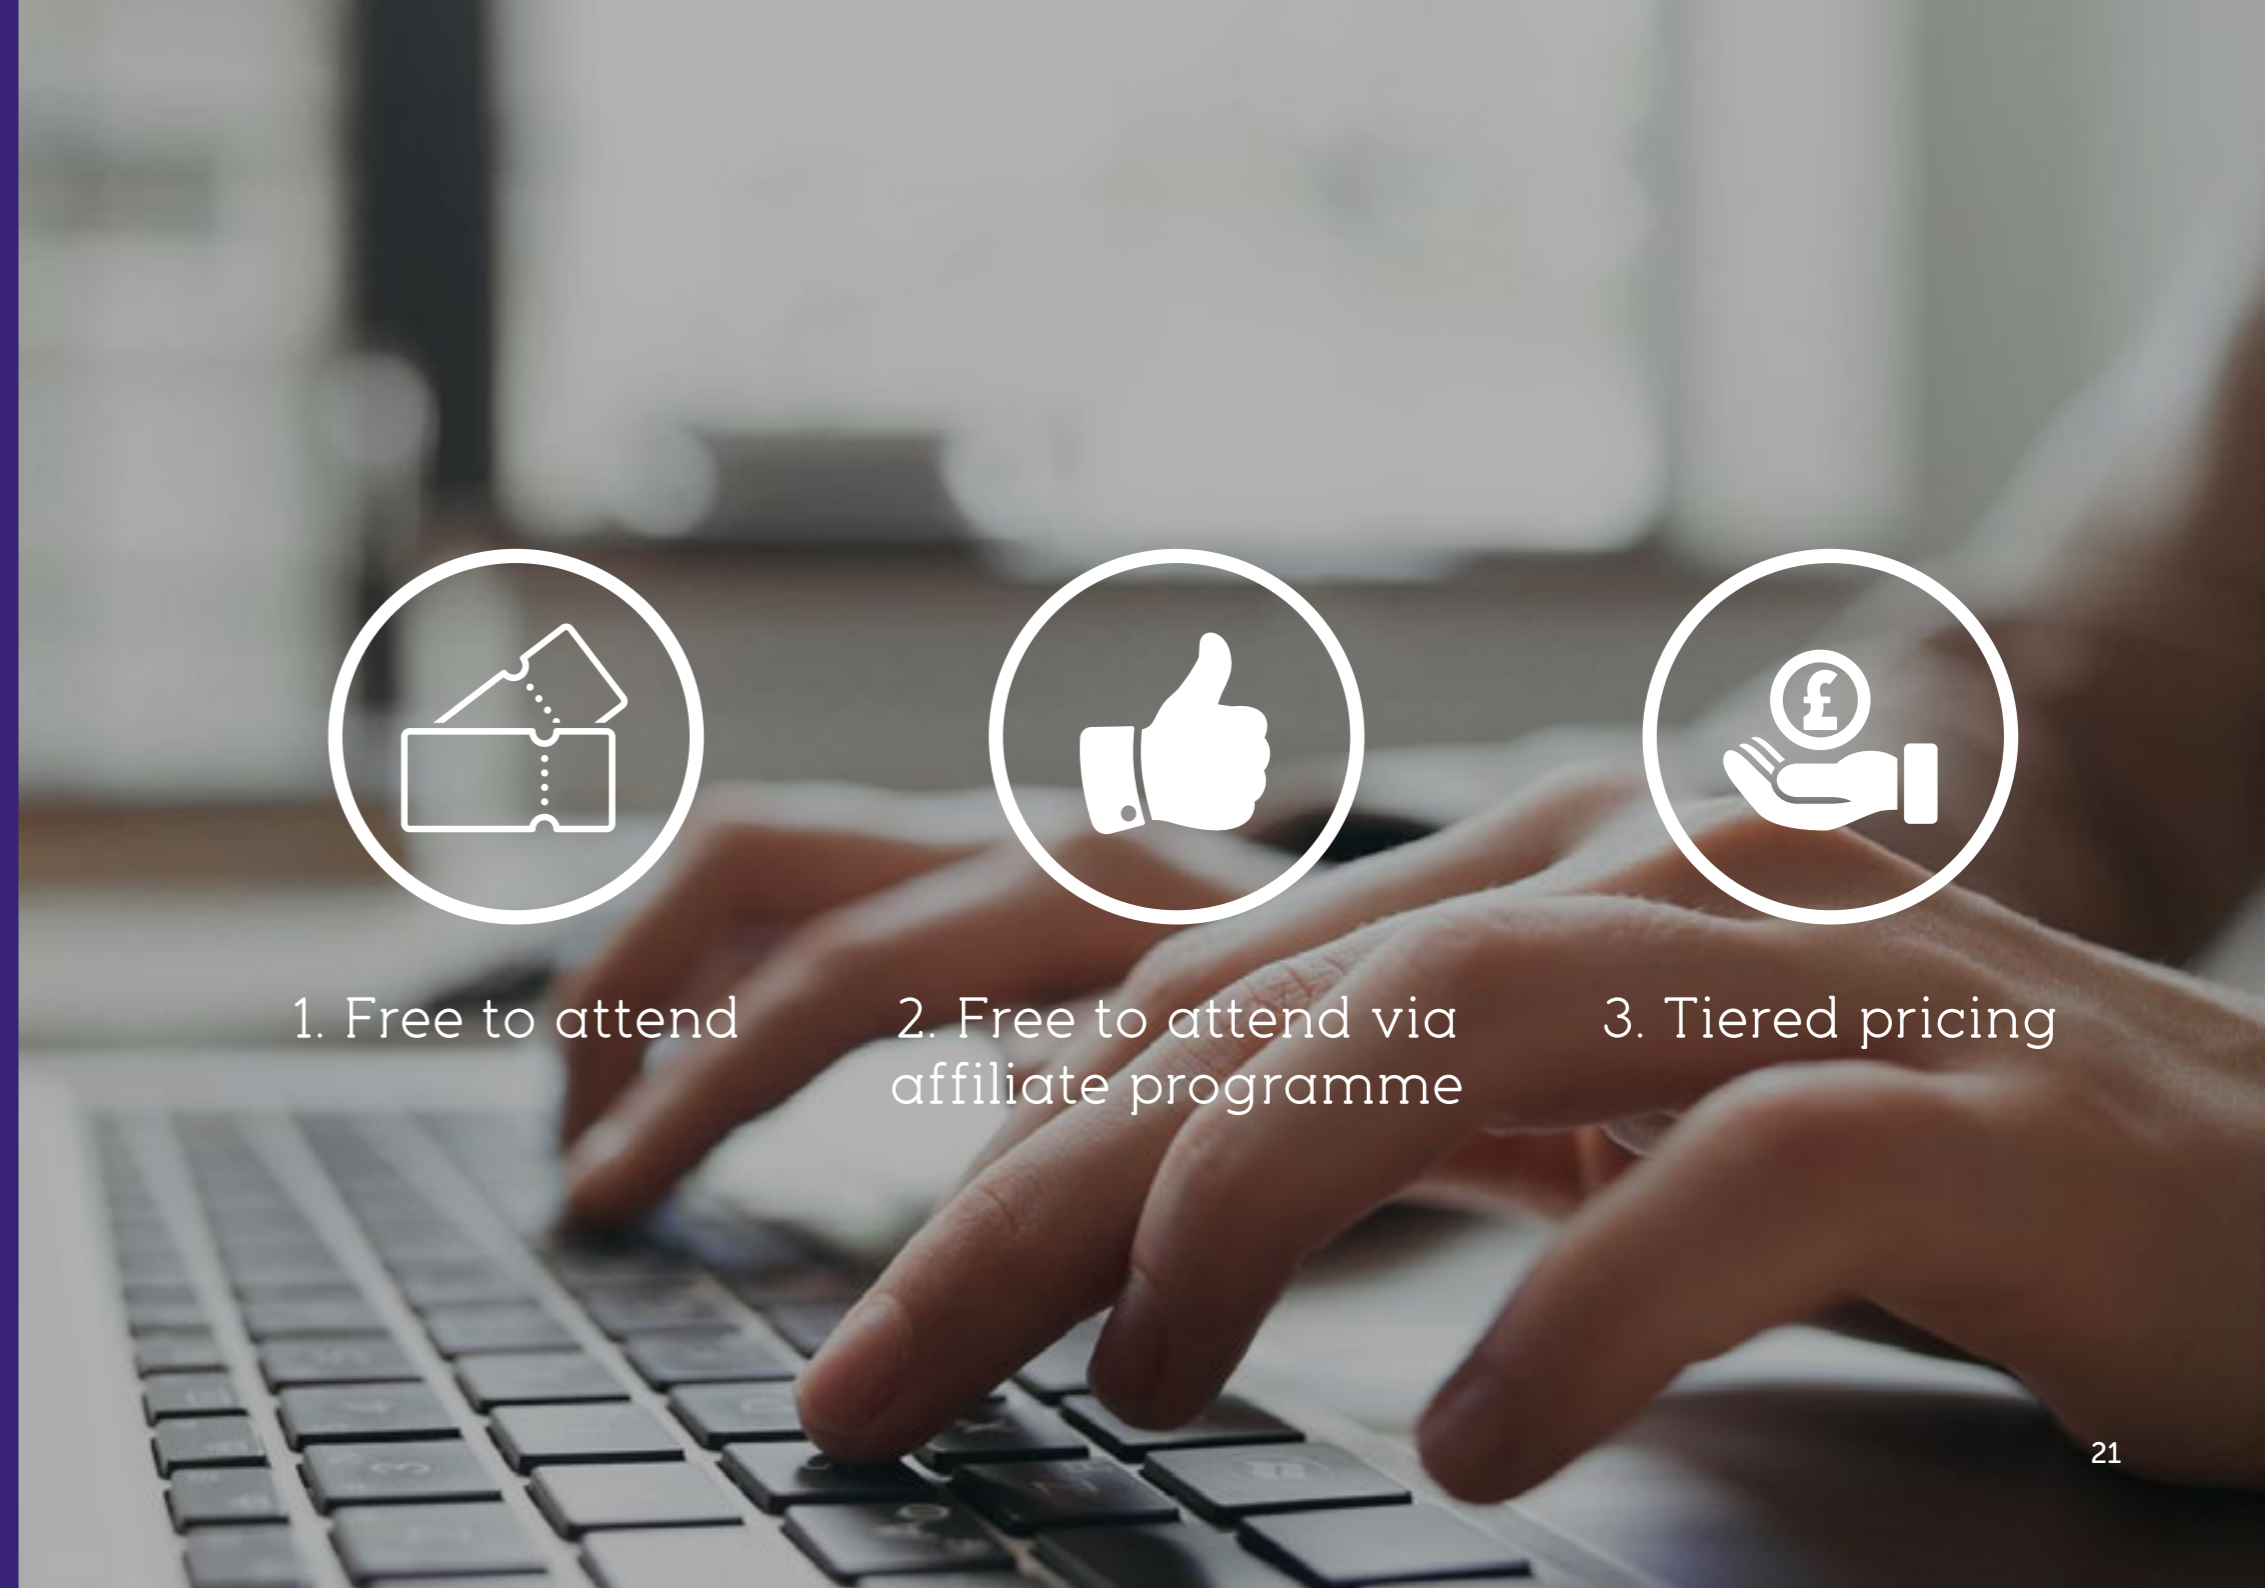 £
1. Free to attend
2. Free to attend via
affiliate programme
3. Tiered pricing
21